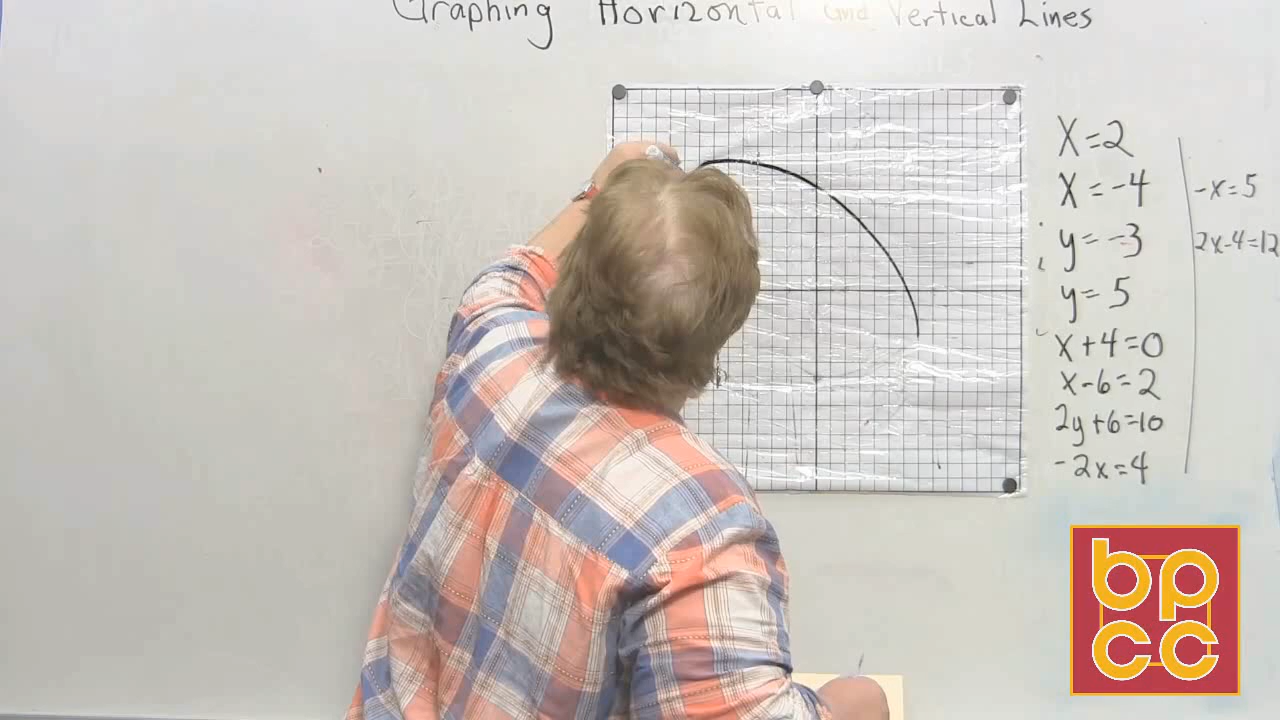 Graphing Horizontal and Vertical Lines
X=2
X=-4
y=-3
y=5
x+4=0
x-6=2
2y+6=10
-2x=4
-x=5
2x-4=12
bp
cc